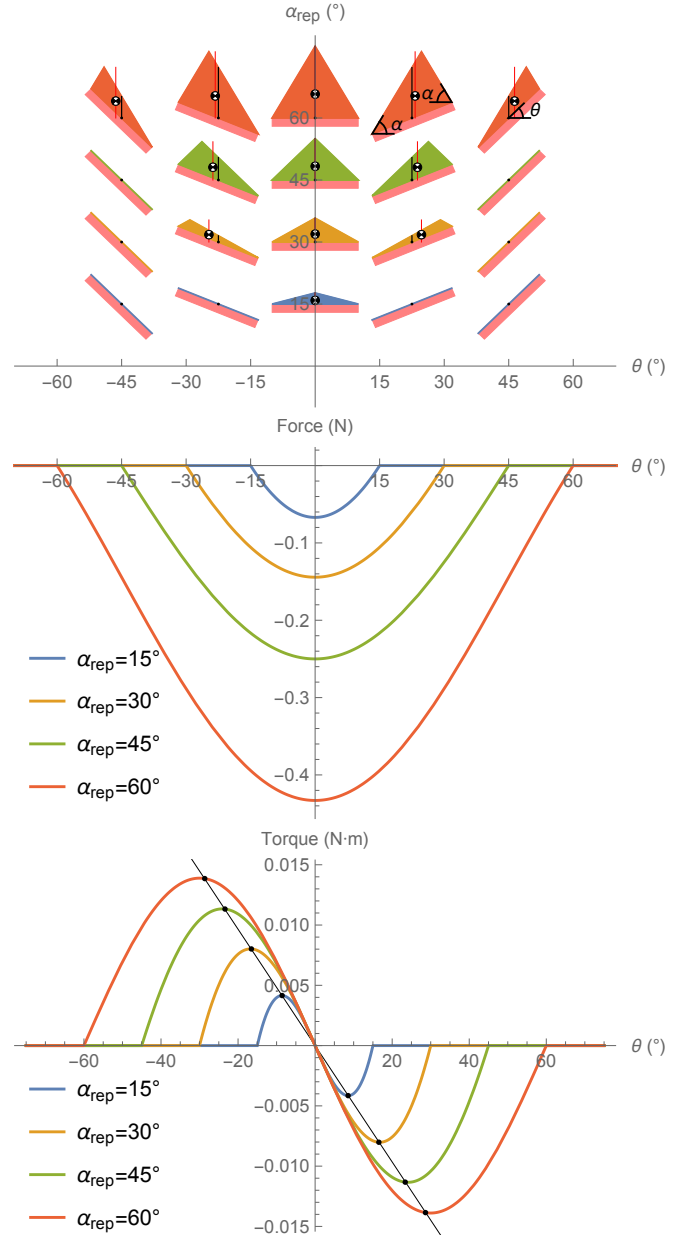 α_rep (°)
α
α
θ
60
45
30
15
−60 −45 −30 −15 15 30 45 60 θ (°)
Force (N)
−60 −45 −30 −15 15 30 45 60 θ (°)
−0.1
−0.2
−0.3
−0.4
α_rep=15°
α_rep=30°
α_rep=45°
α_rep=60°
Torque (N·m)
0.015
0.010
0.005
−60 −40 −20 20 40 60 θ (°)
−0.005
−0.010
−0.015
α_rep=15°
α_rep=30°
α_rep=45°
α_rep=60°